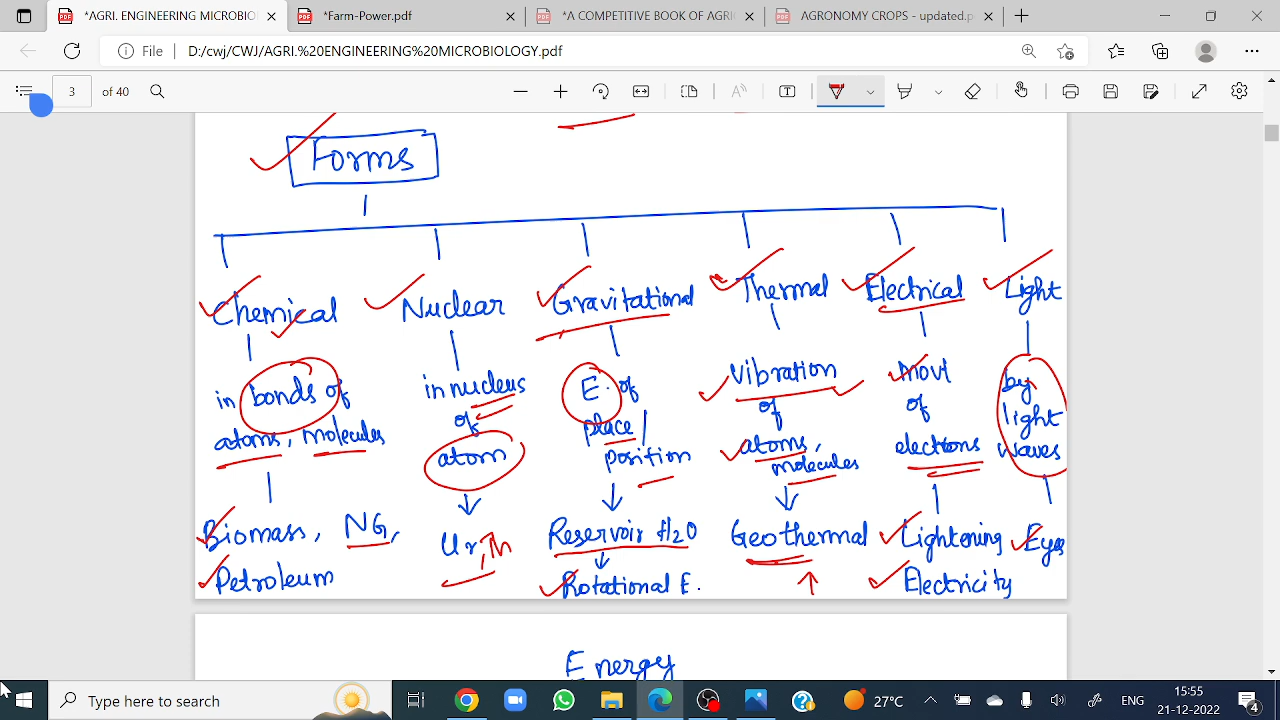 *AGRI. ENGINEERING MICROBIO
*Farm-Power.pdf
*A COMPETITIVE BOOK OF AGRI
AGRONOMY CROPS - updated.p
File
D:/cwj/CWJ/AGRI.%20ENGINEERING%20MICROBIOLOGY.pdf
3
of 40
Forms
Chemical
Nuclear
Gravitational
Thermal
Electrical
Light
in bonds of
atoms, molecules
in nucleus
of
atom
E. of
place/
position
Vibration
of
atoms,
molecules
Movt
of
electrons
by
light
waves
Biomass, NG,
Petroleum
Ur, Th
Reservoir H2O
Rotational E.
Geothermal
Lightening
Electricity
Eyes
Energy
Type here to search
27°C
ENG
15:55
21-12-2022
4